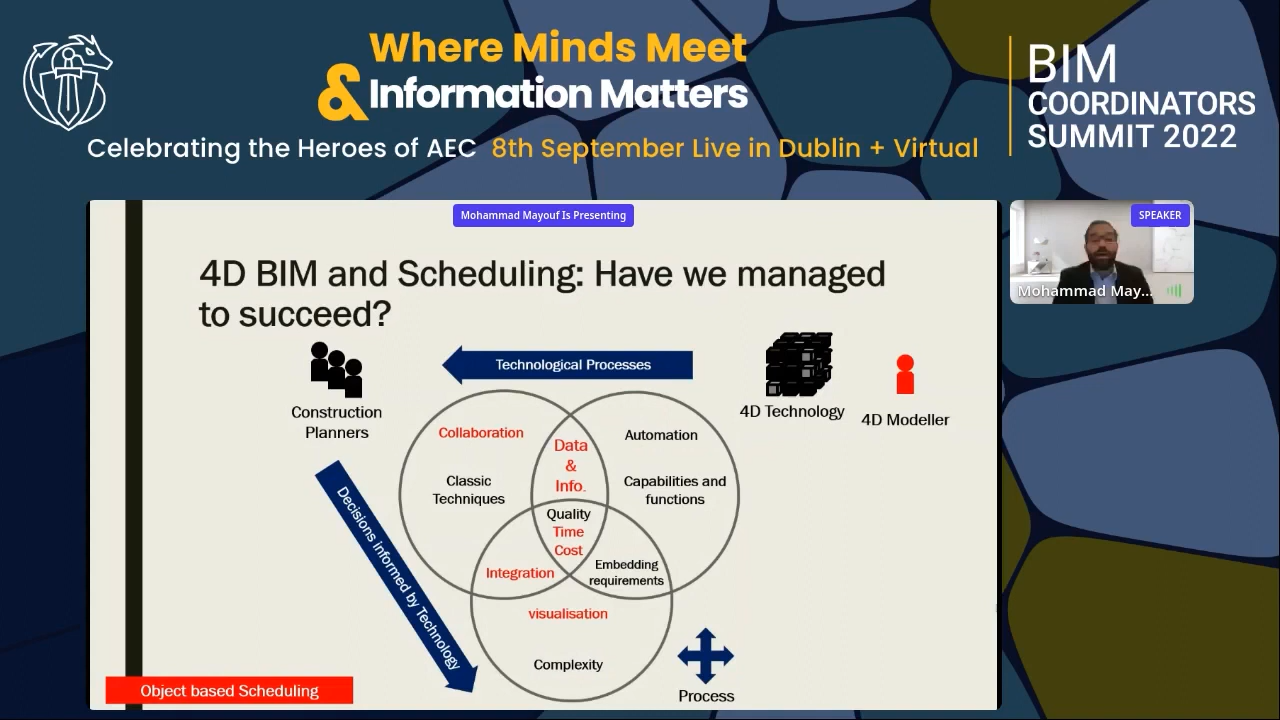 Where Minds Meet
& Information Matters
Celebrating the Heroes of AEC 8th September Live in Dublin + Virtual
BIM
COORDINATORS
SUMMIT 2022
Mohammad Mayouf Is Presenting
SPEAKER
Mohammad May...
4D BIM and Scheduling: Have we managed
to succeed?
Technological Processes
Construction
Planners
4D Technology
4D Modeller
Collaboration
Classic
Techniques
Data
&
Info.
Automation
Capabilities and
functions
Quality
Time
Cost
Integration
Embedding
requirements
visualisation
Complexity
Decisions informed by Technology
Process
Object based Scheduling